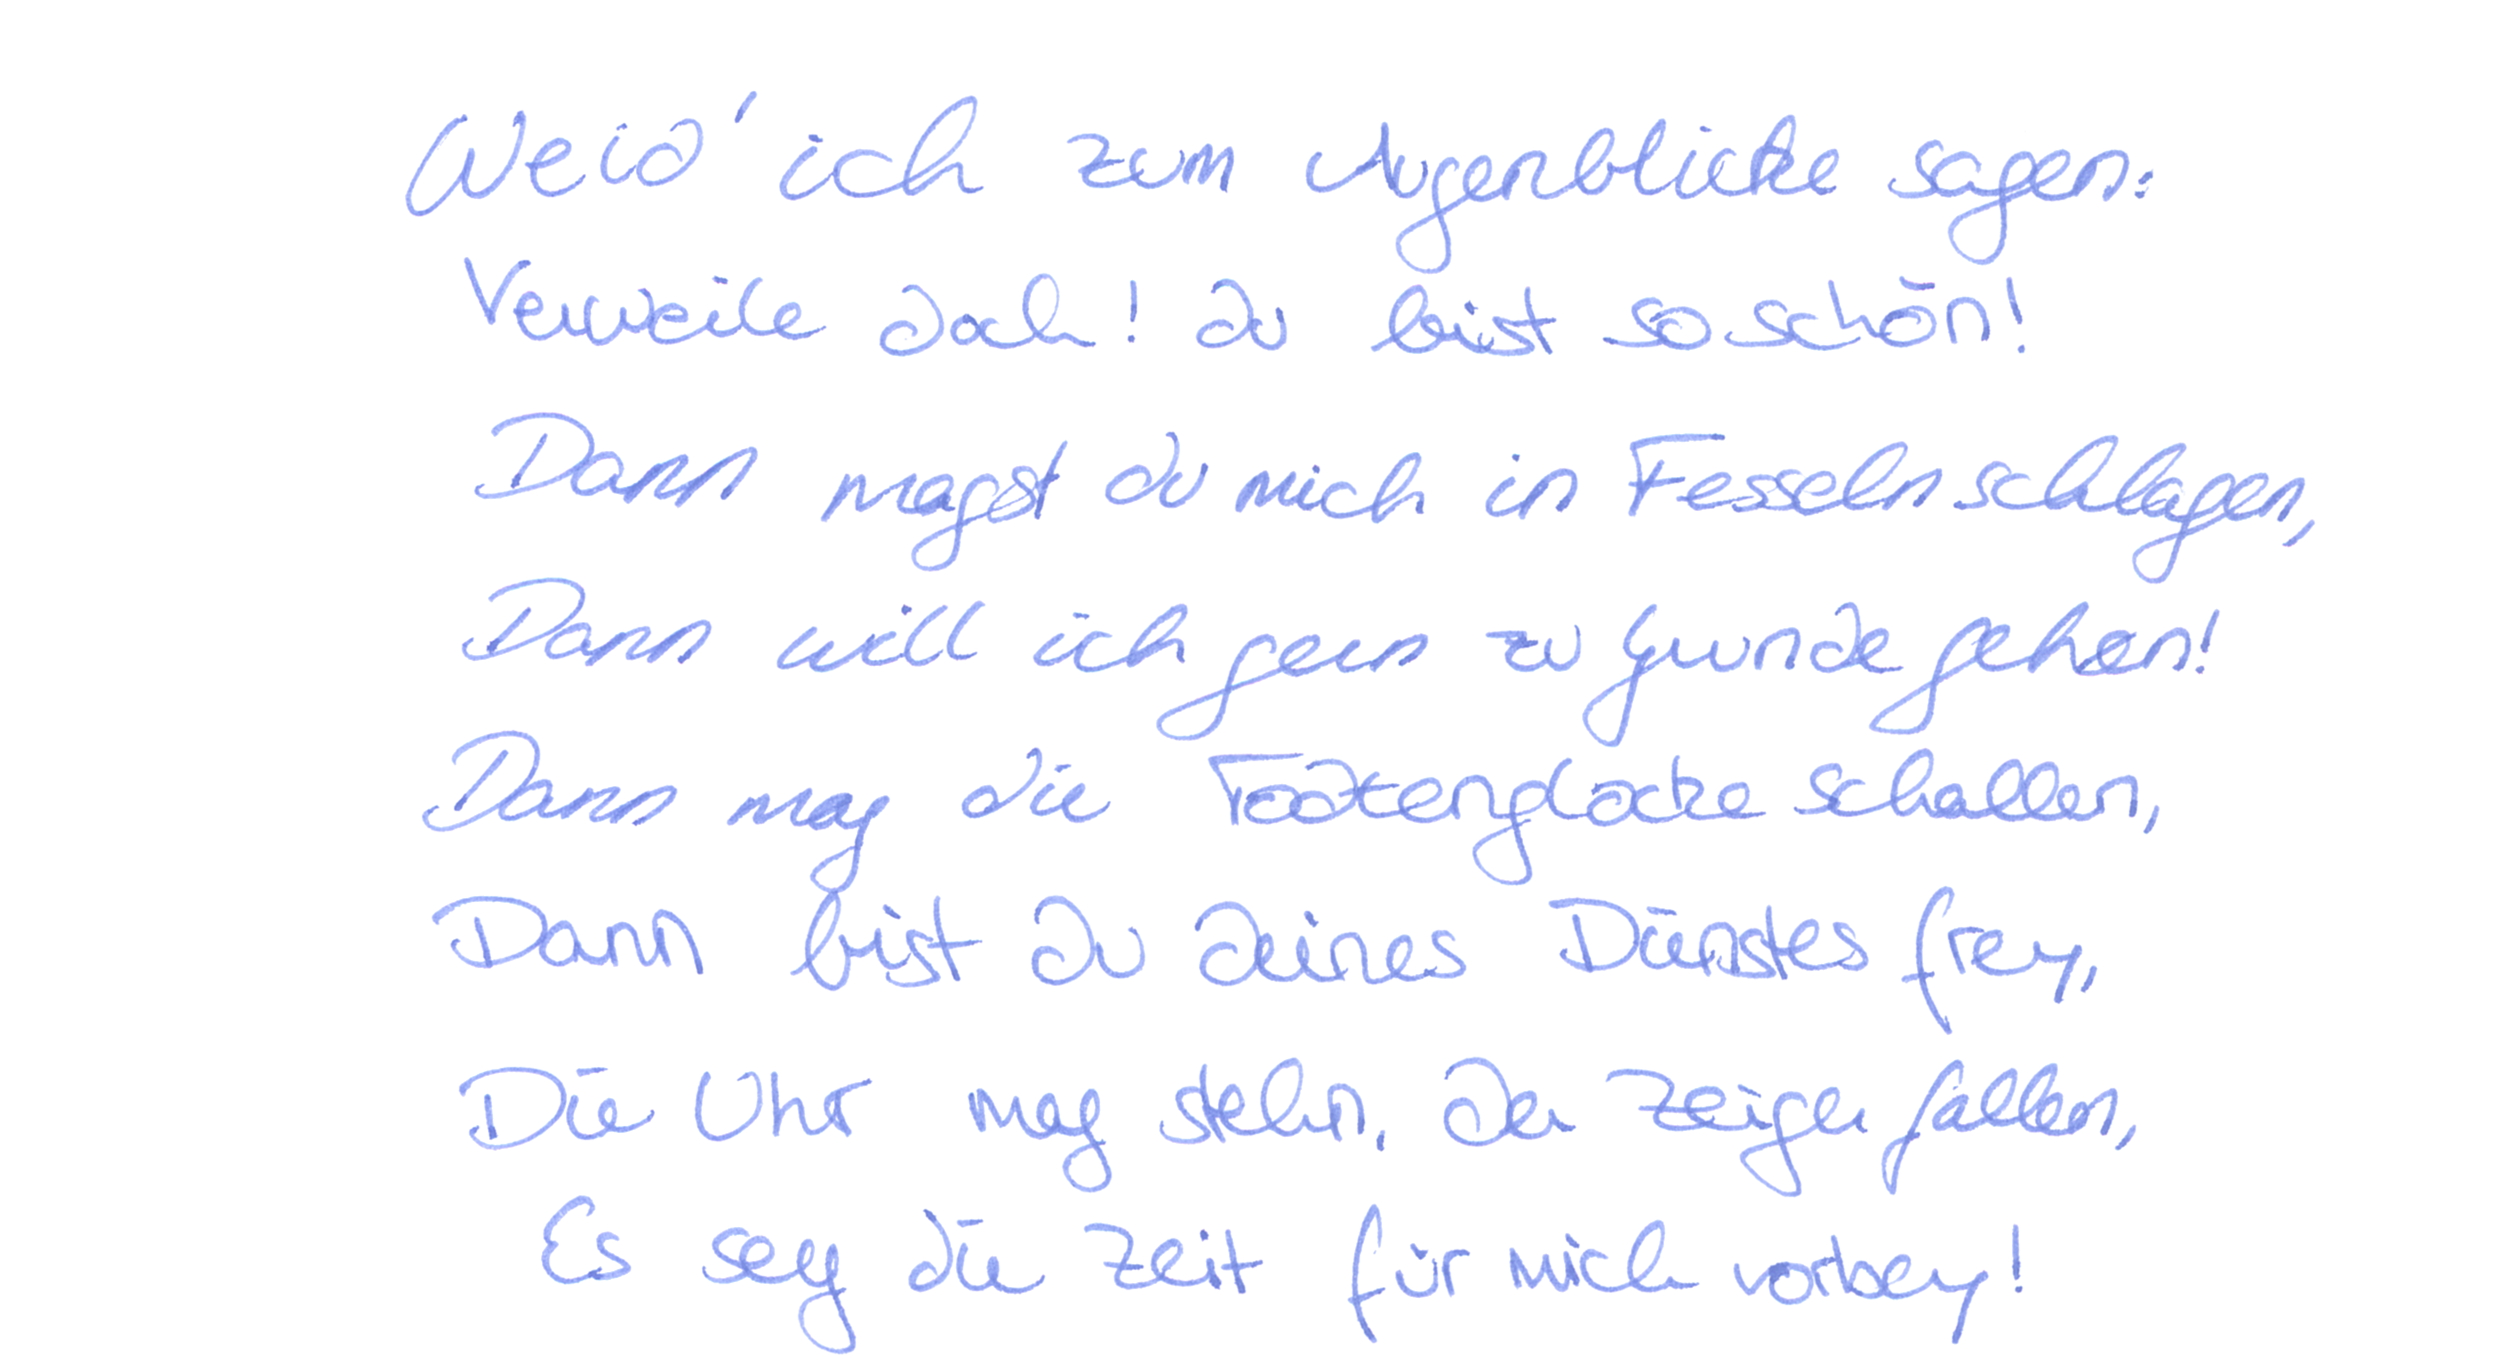 Werd' ich zum Augenblicke sagen:
Verweile doch! du bist so schön!
Dann magst du mich in Fesseln schlagen,
Dann will ich gern zu Grunde gehen!
Dann mag die Todtenglocke schallen,
Dann bist du deines Dienstes frey,
Die Uhr mag stehn, der Zeiger fallen,
Es sey die Zeit für mich vorbey!